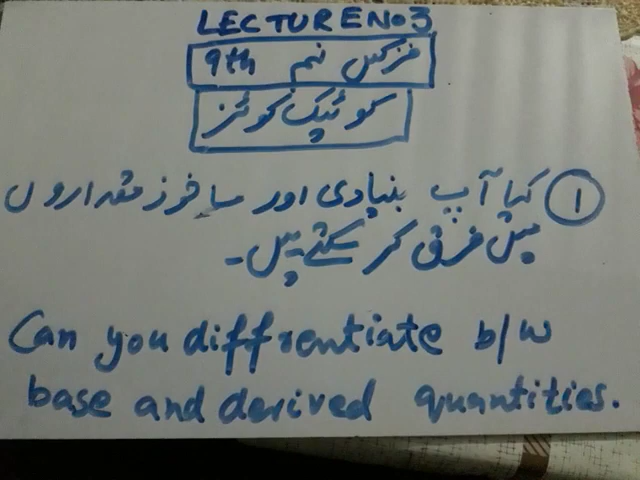 LECTURE NO 3
فزکس نہم 9th
کوئیک کوئز
① کیا آپ بنیادی اور ماخوذ مقداروں
میں فرق کر سکتے ہیں۔
Can you diffrentiate b/w
base and derived quantities.